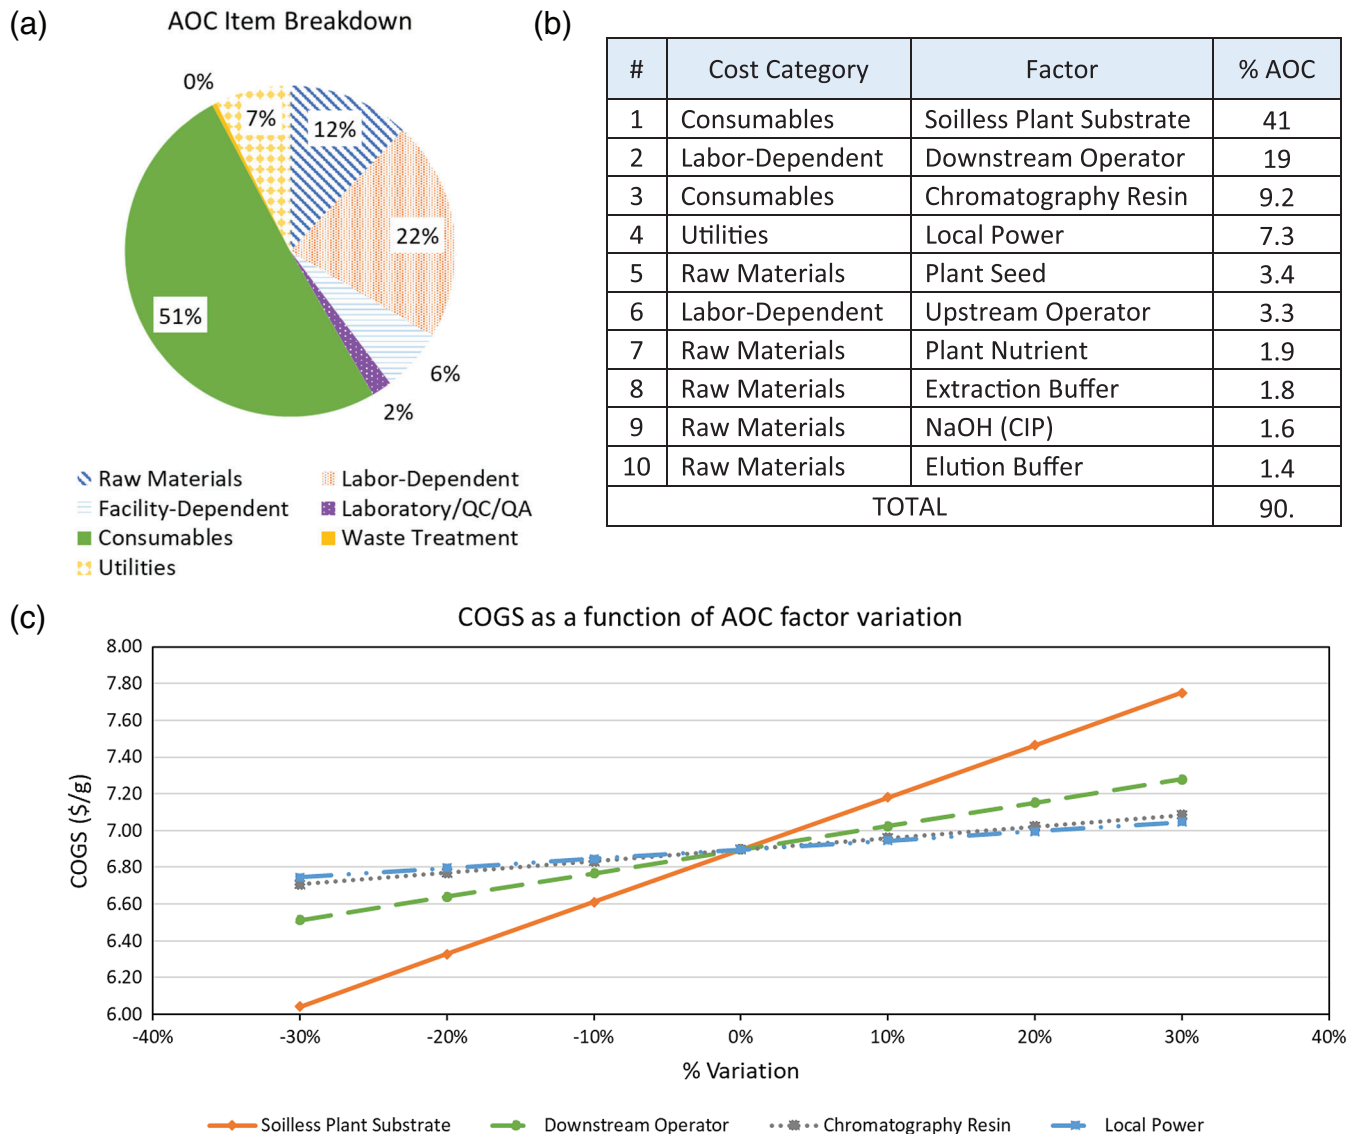 (a)
AOC Item Breakdown
0%
7%
12%
22%
51%
6%
2%
Raw Materials
Labor-Dependent
Facility-Dependent
Laboratory/QC/QA
Consumables
Waste Treatment
Utilities
(b)
# Cost Category Factor % AOC
1 Consumables Soilless Plant Substrate 41
2 Labor-Dependent Downstream Operator 19
3 Consumables Chromatography Resin 9.2
4 Utilities Local Power 7.3
5 Raw Materials Plant Seed 3.4
6 Labor-Dependent Upstream Operator 3.3
7 Raw Materials Plant Nutrient 1.9
8 Raw Materials Extraction Buffer 1.8
9 Raw Materials NaOH (CIP) 1.6
10 Raw Materials Elution Buffer 1.4
TOTAL 90.
(c)
COGS as a function of AOC factor variation
COGS ($/g)
8.00
7.80
7.60
7.40
7.20
7.00
6.80
6.60
6.40
6.20
6.00
-40% -30% -20% -10% 0% 10% 20% 30% 40%
% Variation
Soilless Plant Substrate Downstream Operator Chromatography Resin Local Power